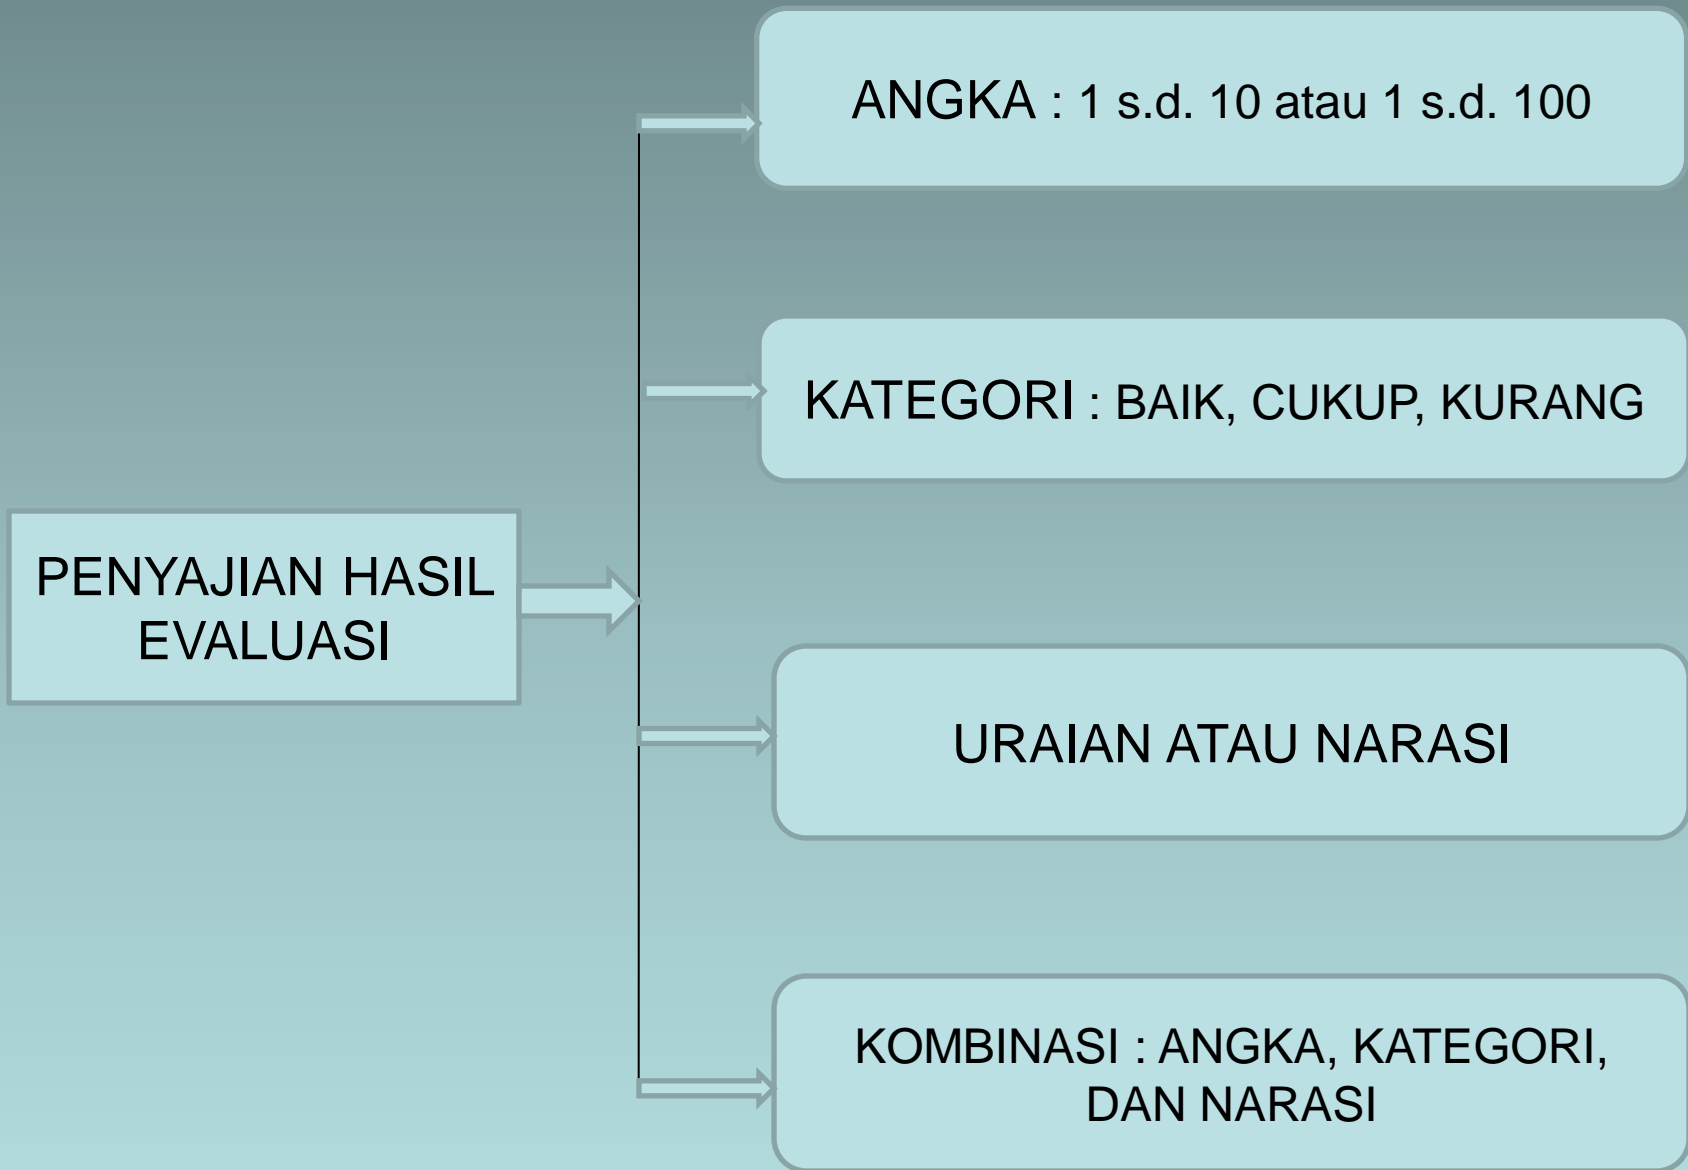 ANGKA : 1 s.d. 10 atau 1 s.d. 100
KATEGORI : BAIK, CUKUP, KURANG
PENYAJIAN HASIL
EVALUASI
URAIAN ATAU NARASI
KOMBINASI : ANGKA, KATEGORI,
DAN NARASI